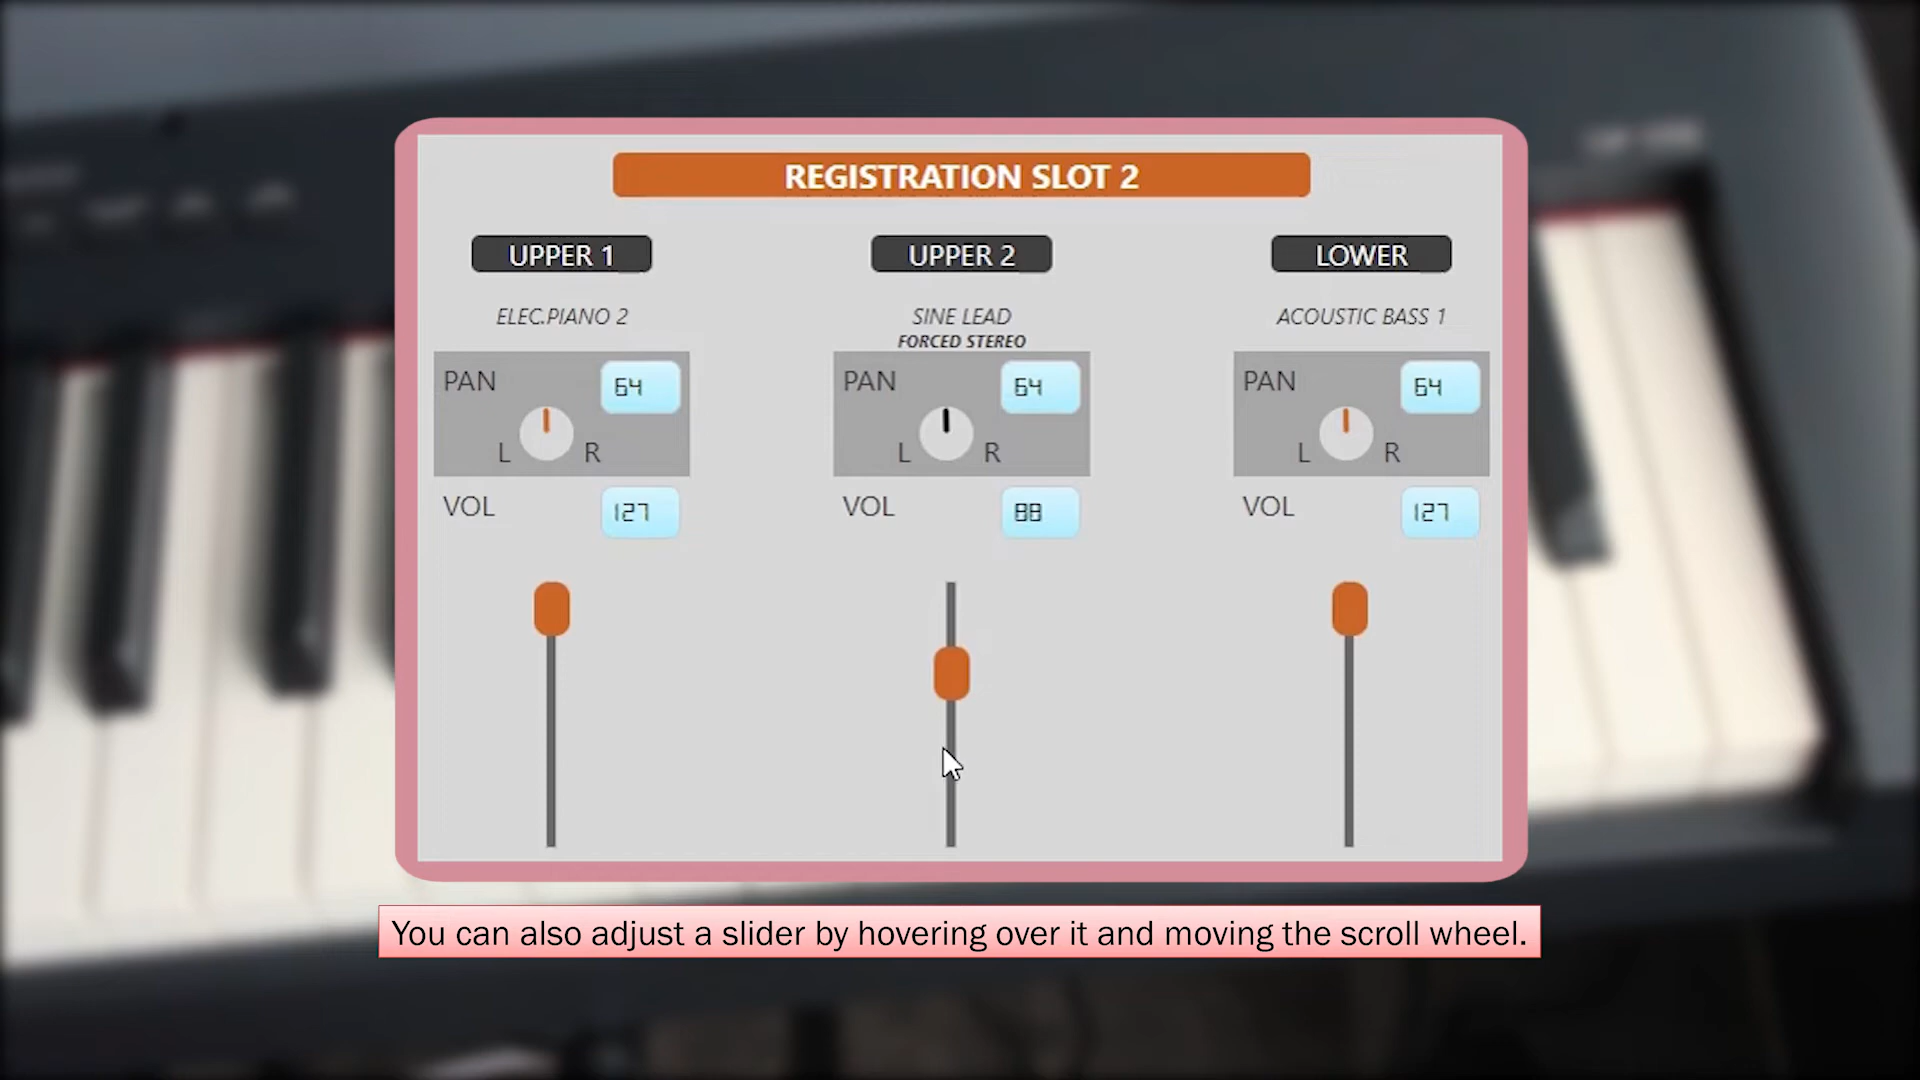 REGISTRATION SLOT 2
UPPER 1
UPPER 2
LOWER
ELEC.PIANO 2
SINE LEAD
ACOUSTIC BASS 1
FORCED STEREO
PAN 64
PAN 64
PAN 64
L R
L R
L R
VOL 127
VOL 88
VOL 127
You can also adjust a slider by hovering over it and moving the scroll wheel.